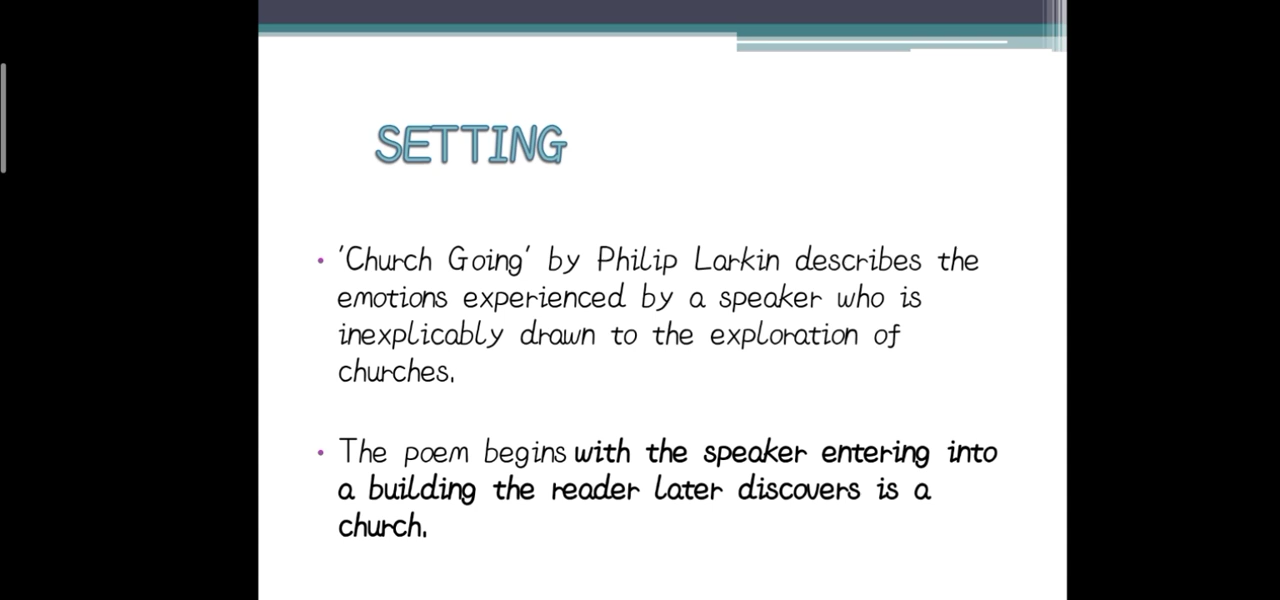 SETTING
• 'Church Going' by Philip Larkin describes the
emotions experienced by a speaker who is
inexplicably drawn to the exploration of
churches.
• The poem begins with the speaker entering into
a building the reader later discovers is a
church.